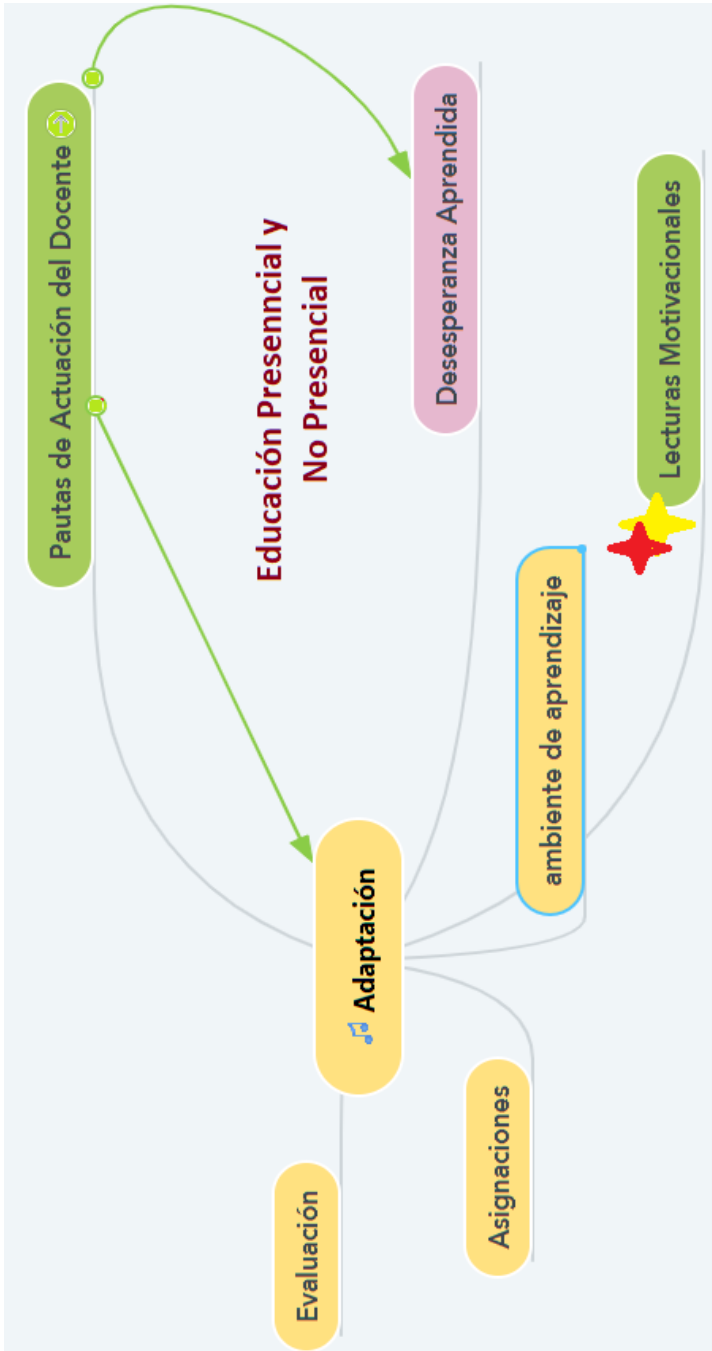 Pautas de Actuación del Docente
Educación Presenncial y
No Presencial
Desesperanza Aprendida
Lecturas Motivacionales
ambiente de aprendizaje
Adaptación
Evaluación
Asignaciones